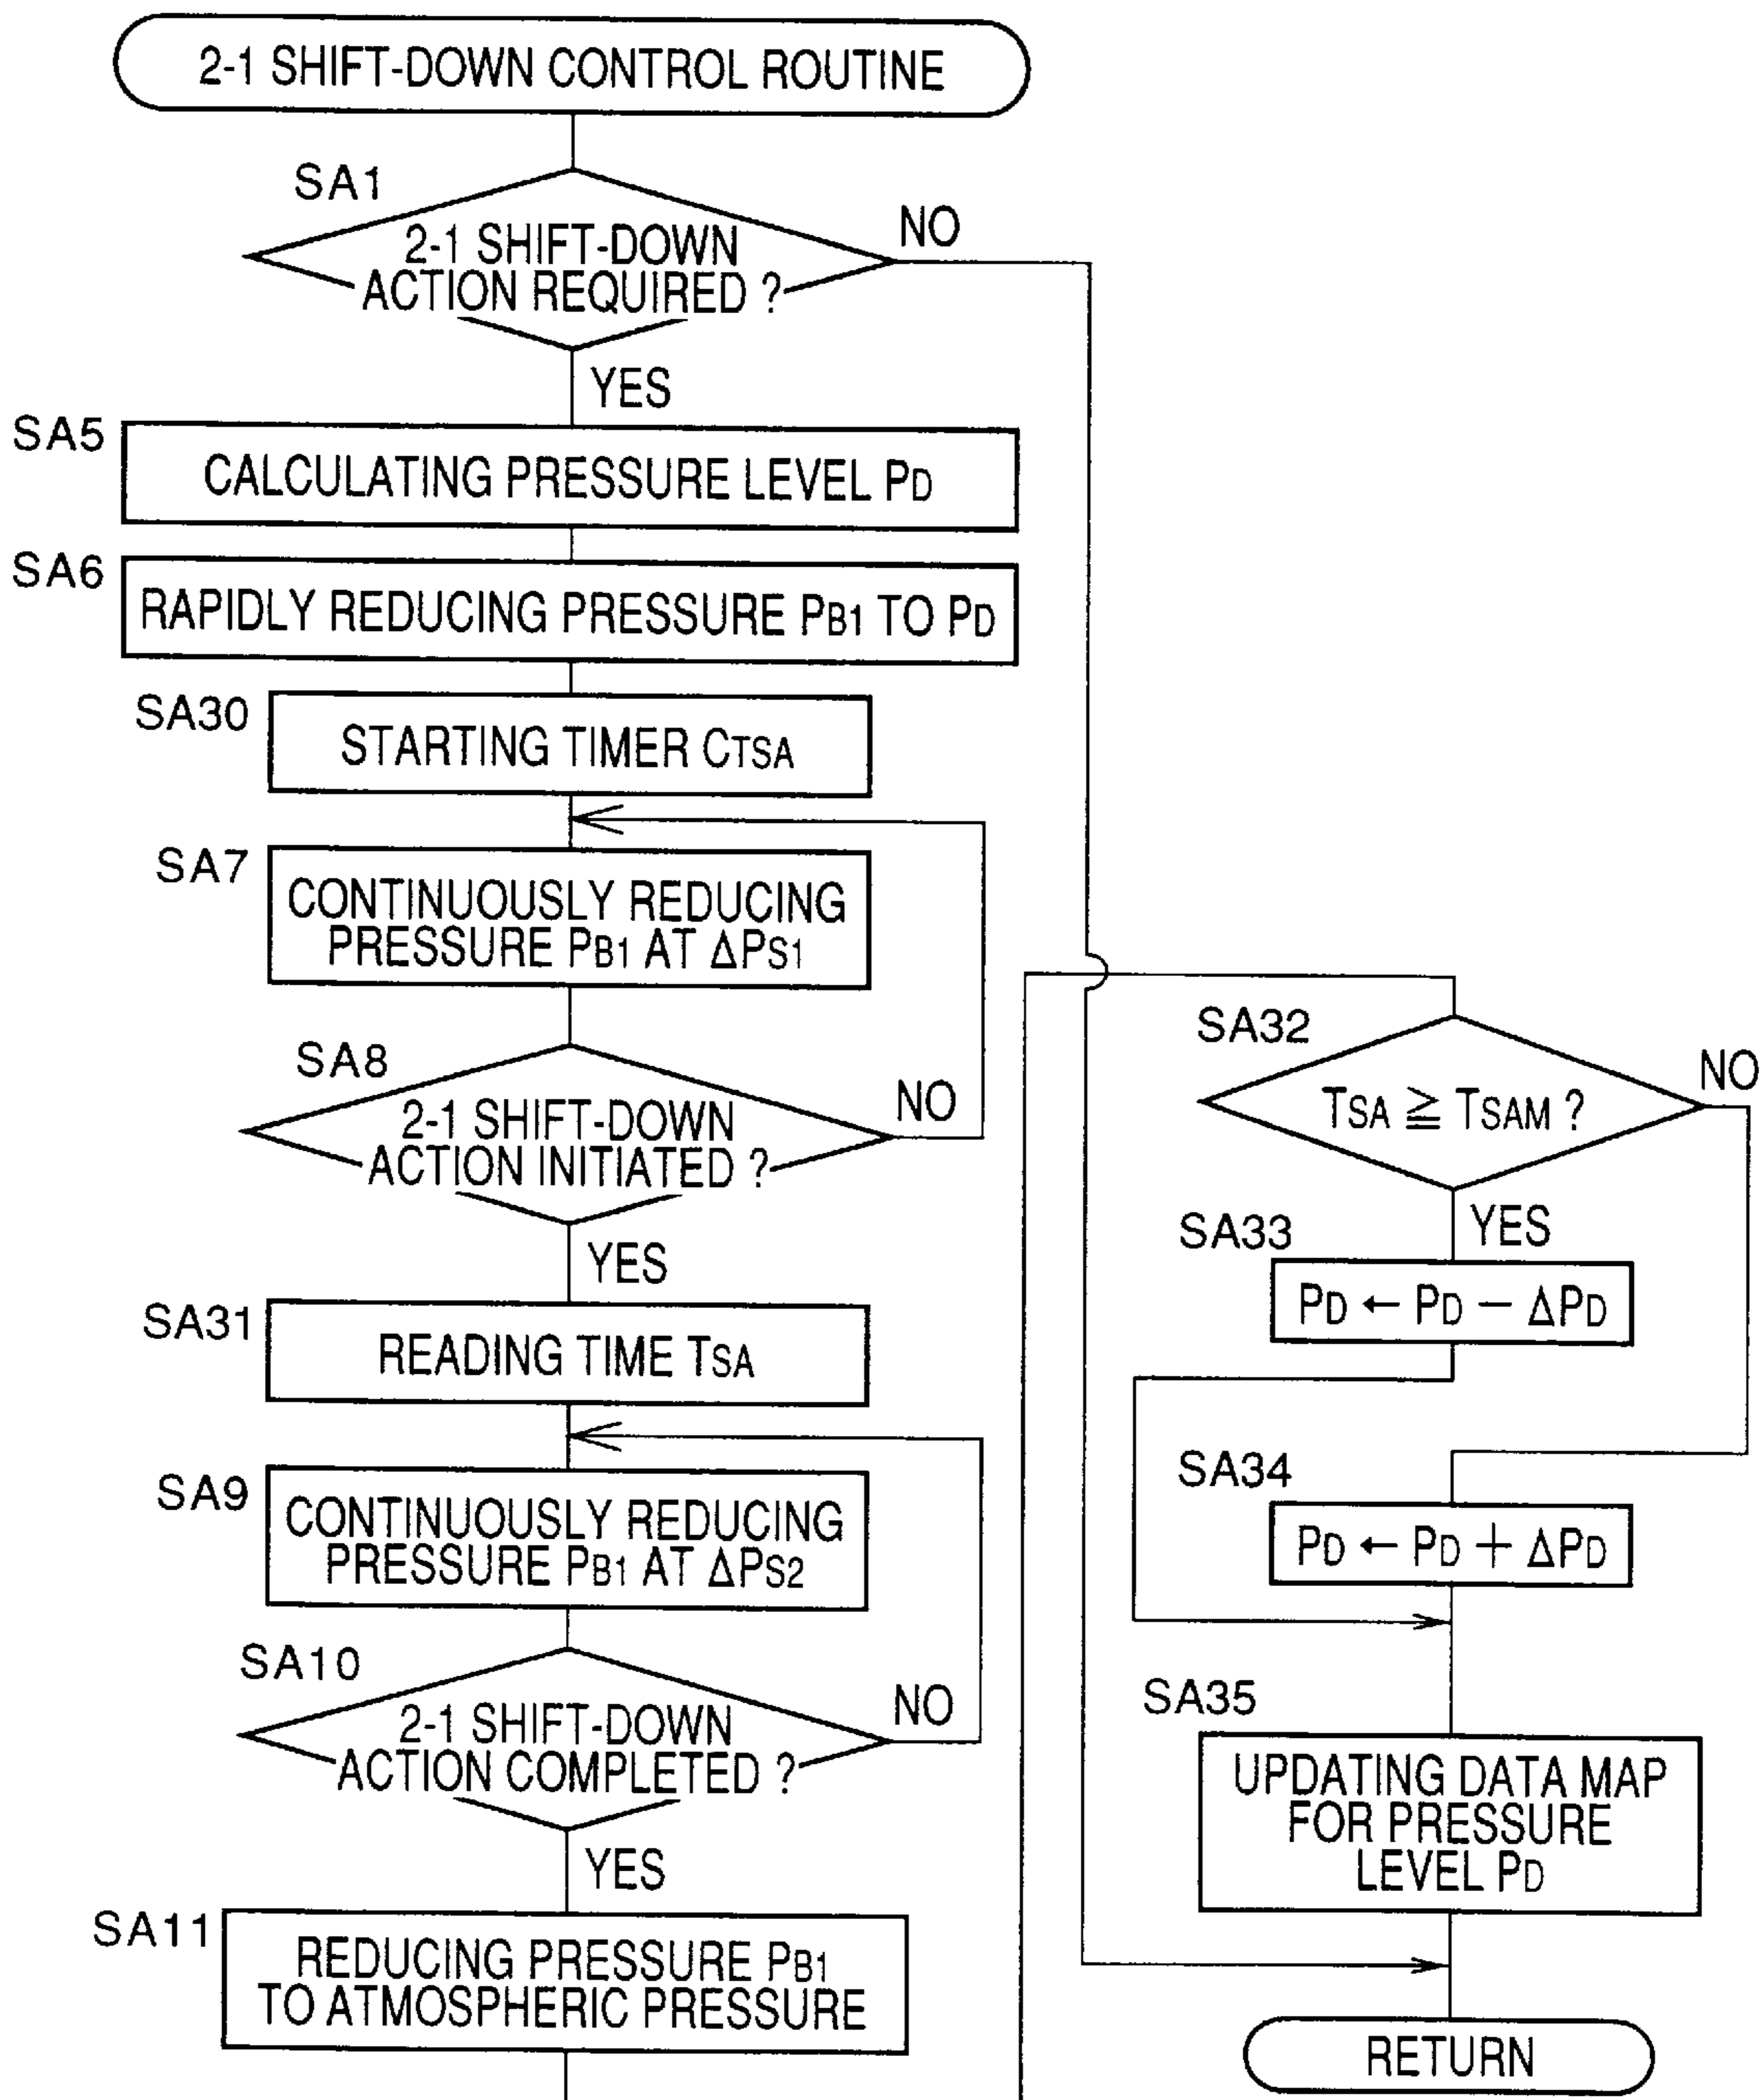 2-1 SHIFT-DOWN CONTROL ROUTINE
SA1
2-1 SHIFT-DOWN
ACTION REQUIRED ?
NO
YES
SA5
CALCULATING PRESSURE LEVEL PD
SA6
RAPIDLY REDUCING PRESSURE PB1 TO PD
SA30
STARTING TIMER CTSA
SA7
CONTINUOUSLY REDUCING
PRESSURE PB1 AT ΔPS1
SA8
2-1 SHIFT-DOWN
ACTION INITIATED ?
NO
YES
SA31
READING TIME TSA
SA9
CONTINUOUSLY REDUCING
PRESSURE PB1 AT ΔPS2
SA10
2-1 SHIFT-DOWN
ACTION COMPLETED ?
NO
YES
SA11
REDUCING PRESSURE PB1
TO ATMOSPHERIC PRESSURE
SA32
TSA ≧ TSAM ?
NO
YES
SA33
PD ← PD − ΔPD
SA34
PD ← PD + ΔPD
SA35
UPDATING DATA MAP
FOR PRESSURE
LEVEL PD
RETURN